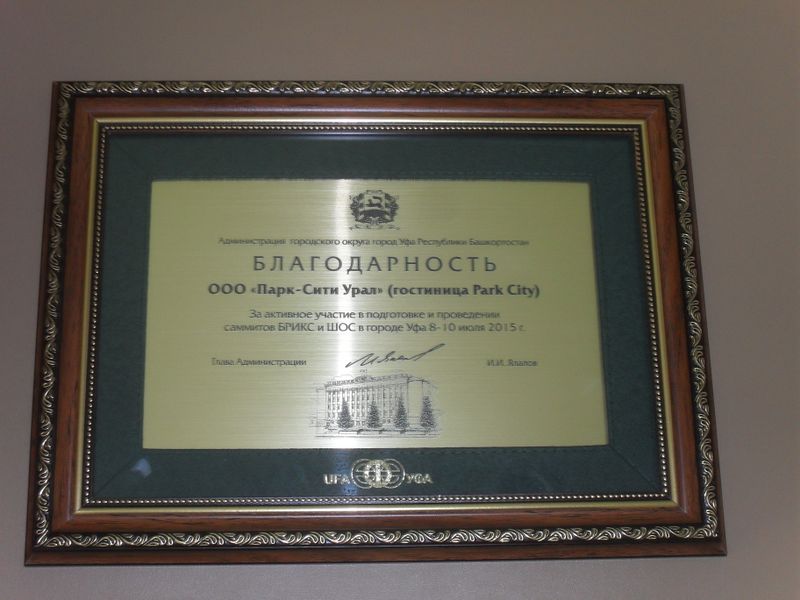 Администрация городского округа город Уфа Республики Башкортостан
БЛАГОДАРНОСТЬ
ООО «Парк-Сити Урал» (гостиница Park City)
За активное участие в подготовке и проведении
саммитов БРИКС и ШОС в городе Уфа 8-10 июля 2015 г.
Глава Администрации И.И. Ялалов
UFA УФА